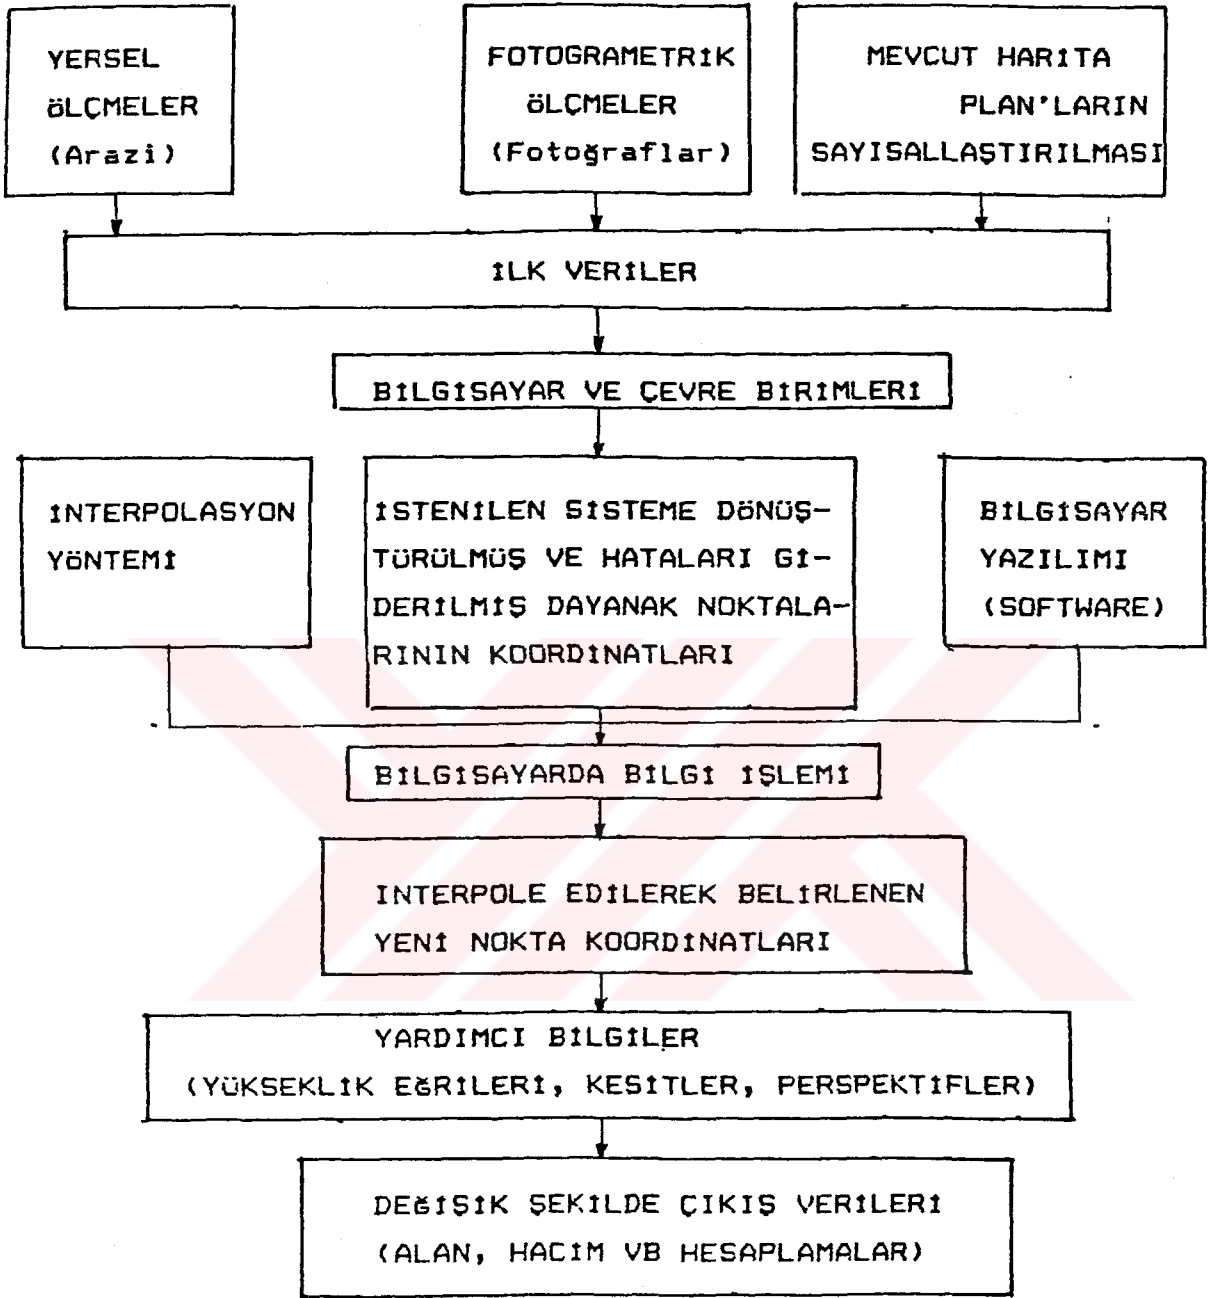 YERSEL
ÖLÇMELER
(Arazi)
FOTOGRAMETRİK
ÖLÇMELER
(Fotoğraflar)
MEVCUT HARİTA
PLAN'LARIN
SAYISALLAŞTIRILMASI
İLK VERİLER
BİLGİSAYAR VE ÇEVRE BİRİMLERİ
İNTERPOLASYON
YÖNTEMİ
İSTENİLEN SİSTEME DÖNÜŞ-
TÜRÜLMÜŞ VE HATALARI Gİ-
DERİLMİŞ DAYANAK NOKTALA-
RININ KOORDİNATLARI
BİLGİSAYAR
YAZILIMI
(SOFTWARE)
BİLGİSAYARDA BİLGİ İŞLEMİ
INTERPOLE EDİLEREK BELİRLENEN
YENİ NOKTA KOORDİNATLARI
YARDIMCI BİLGİLER
(YÜKSEKLİK EĞRİLERİ, KESİTLER, PERSPEKTİFLER)
DEĞİŞİK ŞEKİLDE ÇIKIŞ VERİLERİ
(ALAN, HACİM VB HESAPLAMALAR)